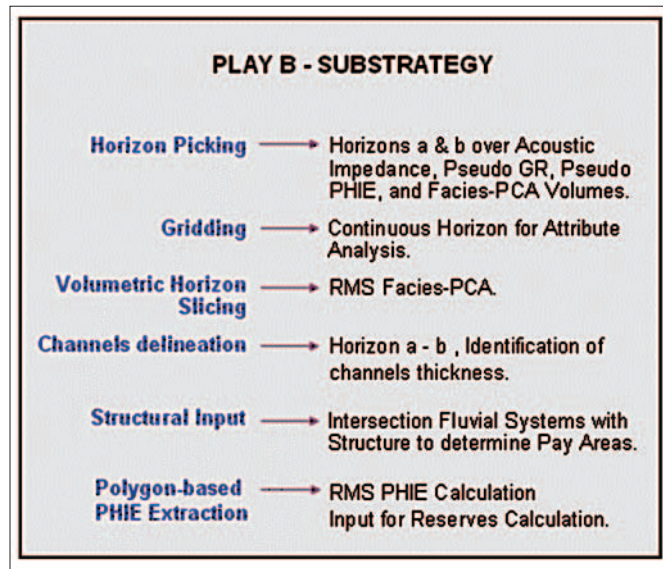 PLAY B - SUBSTRATEGY
Horizon Picking
Horizons a & b over Acoustic
Impedance, Pseudo GR, Pseudo
PHIE, and Facies-PCA Volumes.
Gridding
Continuous Horizon for Attribute
Analysis.
Volumetric Horizon
Slicing
RMS Facies-PCA.
Channels delineation
Horizon a - b , Identification of
channels thickness.
Structural Input
Intersection Fluvial Systems with
Structure to determine Pay Areas.
Polygon-based
PHIE Extraction
RMS PHIE Calculation
Input for Reserves Calculation.